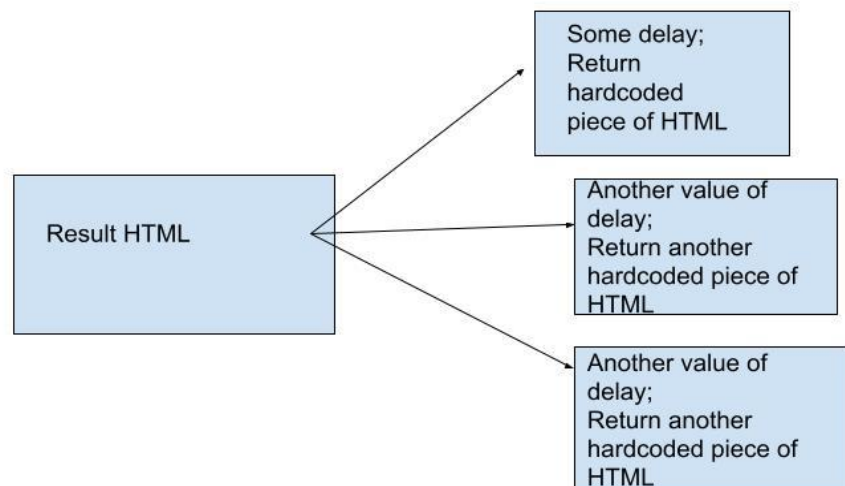 Some delay;
Return
hardcoded
piece of HTML
Result HTML
Another value of
delay;
Return another
hardcoded piece of
HTML
Another value of
delay;
Return another
hardcoded piece of
HTML